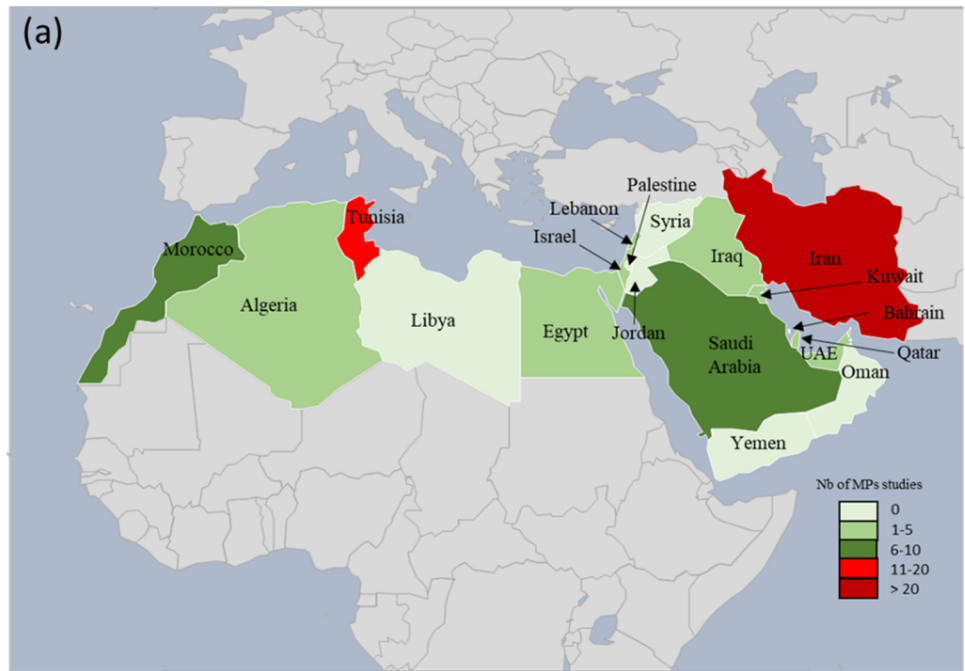 (a)
Palestine
Lebanon
Tunisia
Syria
Israel
Morocco
Iraq
Iran
Kuwait
Algeria
Bahrain
Libya
Egypt
Jordan
Saudi
Arabia
UAE
Qatar
Oman
Yemen
Nb of MPs studies
0
1-5
6-10
11-20
> 20